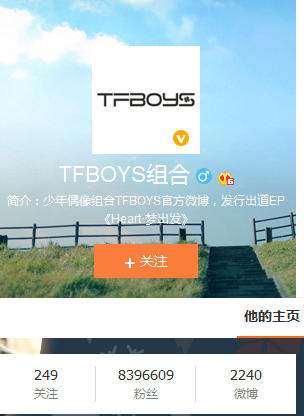 TFBOYS
TFBOYS组合
简介：少年偶像组合TFBOYS官方微博，发行出道EP
《Heart 梦出发》
+ 关注
他的主页
249 8396609 2240
关注 粉丝 微博